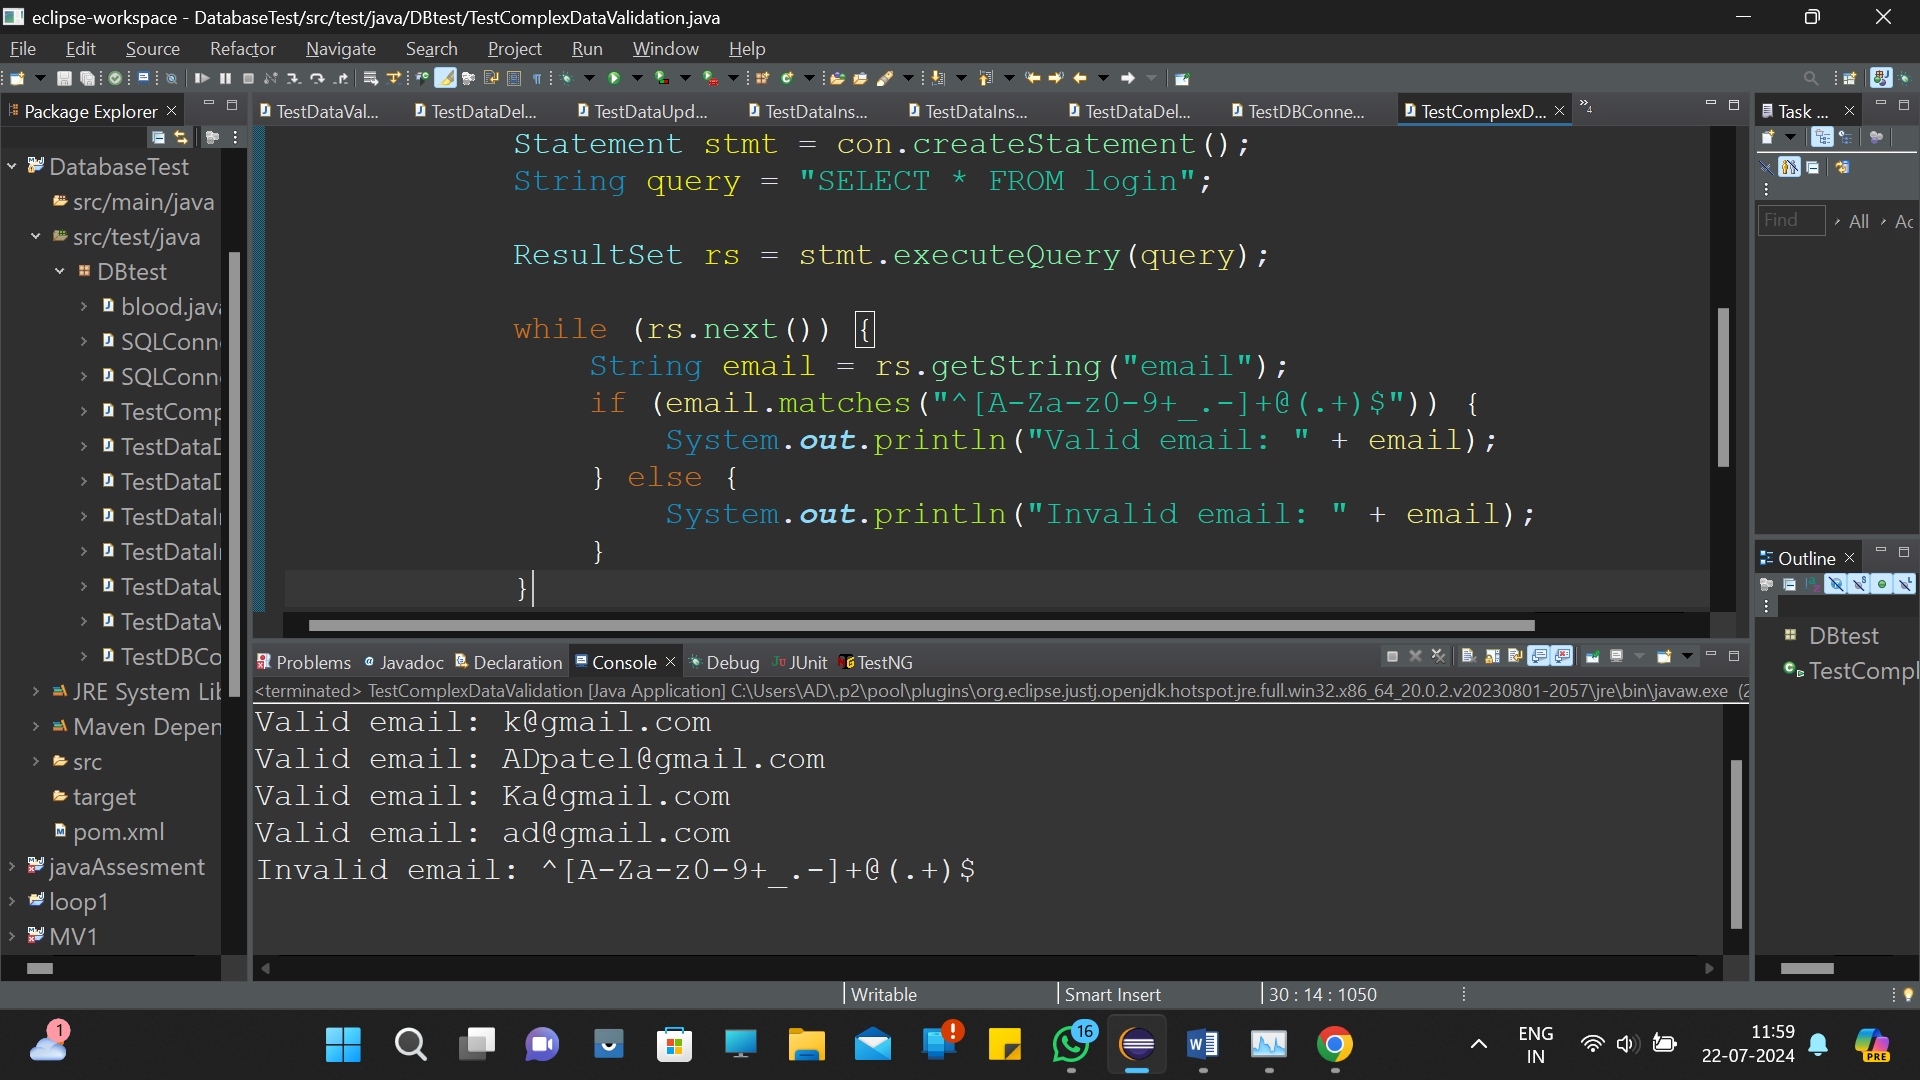 eclipse-workspace - DatabaseTest/src/test/java/DBtest/TestComplexDataValidation.java
File Edit Source Refactor Navigate Search Project Run Window Help
Package Explorer
TestDataVal... TestDataDel... TestDataUpd... TestDataIns... TestDataIns... TestDataDel... TestDBConne... TestComplexD... »4
Task ...
DatabaseTest
src/main/java
src/test/java
DBtest
blood.java
SQLConn
SQLConn
TestComp
TestDataD
TestDataD
TestDataIn
TestDataIn
TestDataU
TestDataV
TestDBCo
JRE System Lib
Maven Depen
src
target
pom.xml
javaAssesment
loop1
MV1
Statement stmt = con.createStatement();
String query = "SELECT * FROM login";
ResultSet rs = stmt.executeQuery(query);
while (rs.next()) {
String email = rs.getString("email");
if (email.matches("^[A-Za-z0-9+_.-]+@(.+)$")) {
System.out.println("Valid email: " + email);
} else {
System.out.println("Invalid email: " + email);
}
}
Find All Ac
Outline
DBtest
TestCompl
Problems Javadoc Declaration Console Debug JUnit TestNG
<terminated> TestComplexDataValidation [Java Application] C:\Users\AD\.p2\pool\plugins\org.eclipse.justj.openjdk.hotspot.jre.full.win32.x86_64_20.0.2.v20230801-2057\jre\bin\javaw.exe (2
Valid email: k@gmail.com
Valid email: ADpatel@gmail.com
Valid email: Ka@gmail.com
Valid email: ad@gmail.com
Invalid email: ^[A-Za-z0-9+_.-]+@(.+)$
Writable Smart Insert 30 : 14 : 1050
1
16
ENG
IN
11:59
22-07-2024
PRE